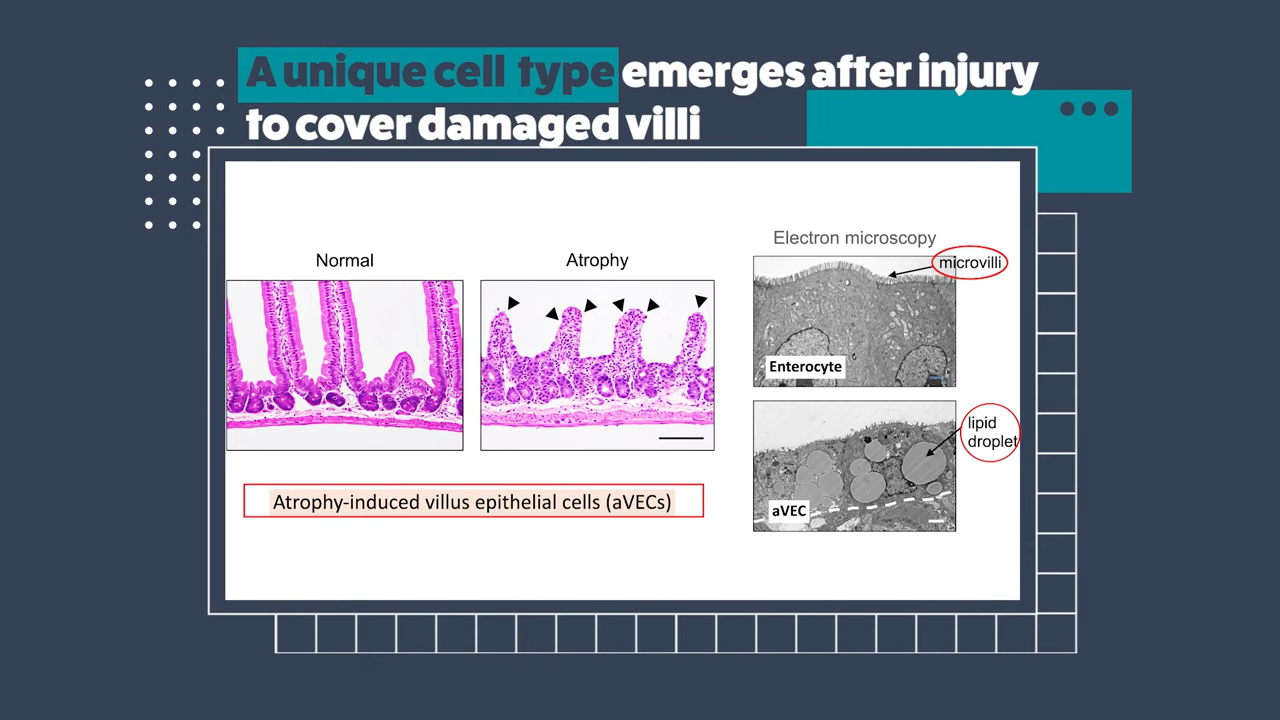 A unique cell type emerges after injury
to cover damaged villi
Normal
Atrophy
Electron microscopy
microvilli
Enterocyte
lipid
droplet
aVEC
Atrophy-induced villus epithelial cells (aVECs)